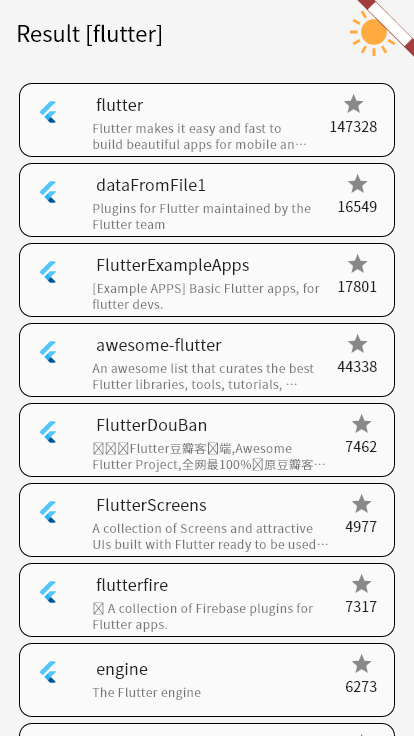 Result [flutter]
flutter
Flutter makes it easy and fast to
build beautiful apps for mobile an…
147328
dataFromFile1
Plugins for Flutter maintained by the
Flutter team
16549
FlutterExampleApps
[Example APPS] Basic Flutter apps, for
flutter devs.
17801
awesome-flutter
An awesome list that curates the best
Flutter libraries, tools, tutorials, …
44338
FlutterDouBan
Flutter豆瓣客端,Awesome
Flutter Project,全网最100%原豆瓣客…
7462
FlutterScreens
A collection of Screens and attractive
UIs built with Flutter ready to be used…
4977
flutterfire
A collection of Firebase plugins for
Flutter apps.
7317
engine
The Flutter engine
6273